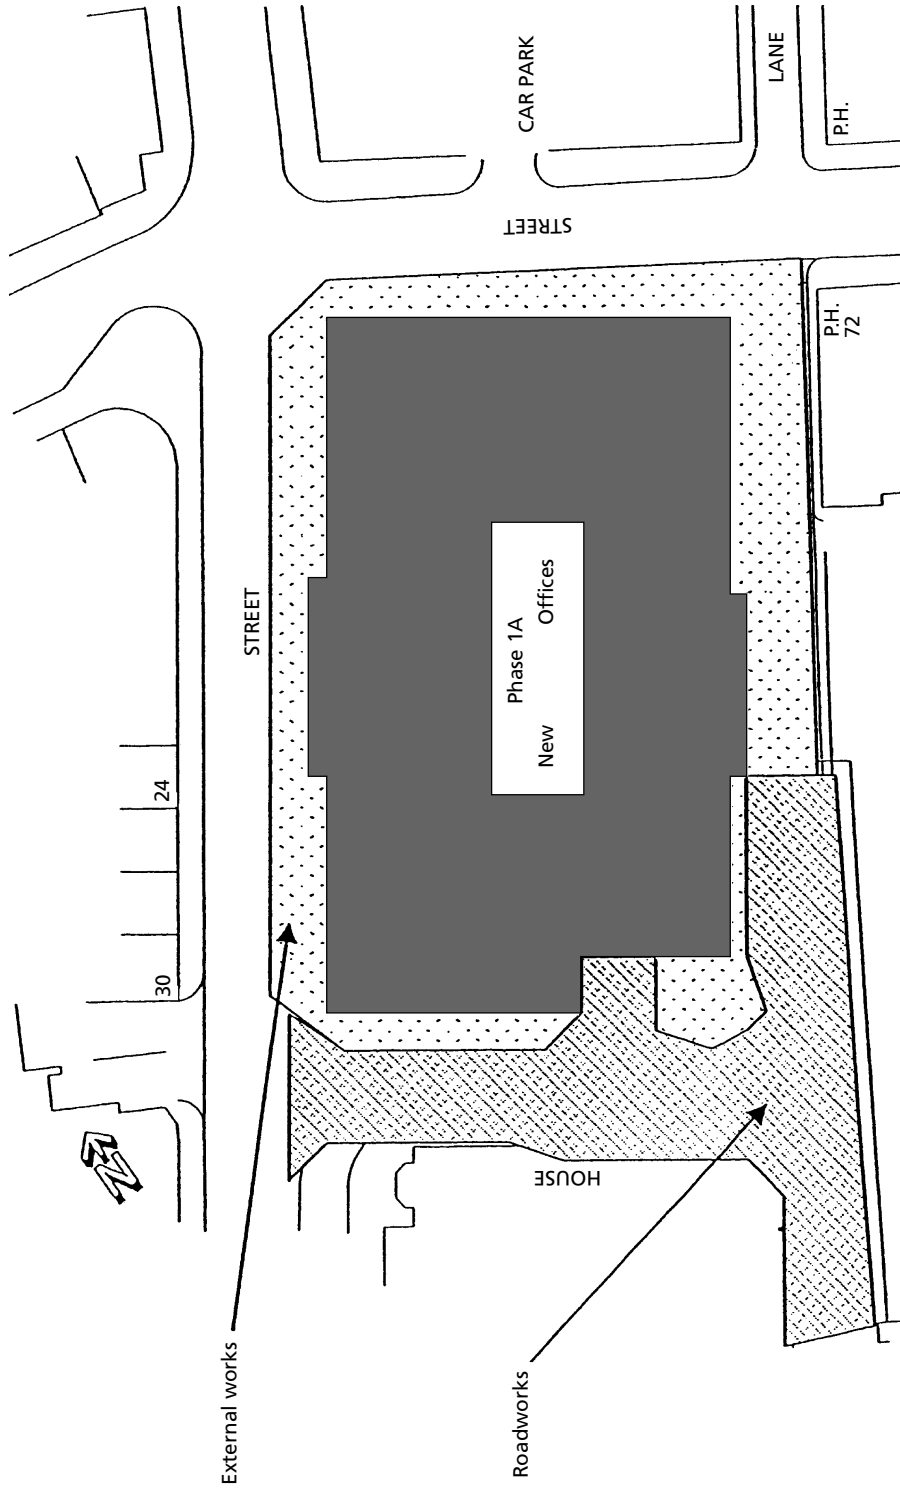 CAR PARK
LANE
P.H.
STREET
P.H.
72
STREET
Phase 1A
New Offices
24
30
HOUSE
External works
Roadworks
N